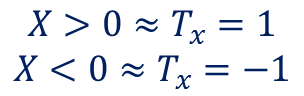 X > 0 ≈ Tₓ = 1
X < 0 ≈ Tₓ = −1